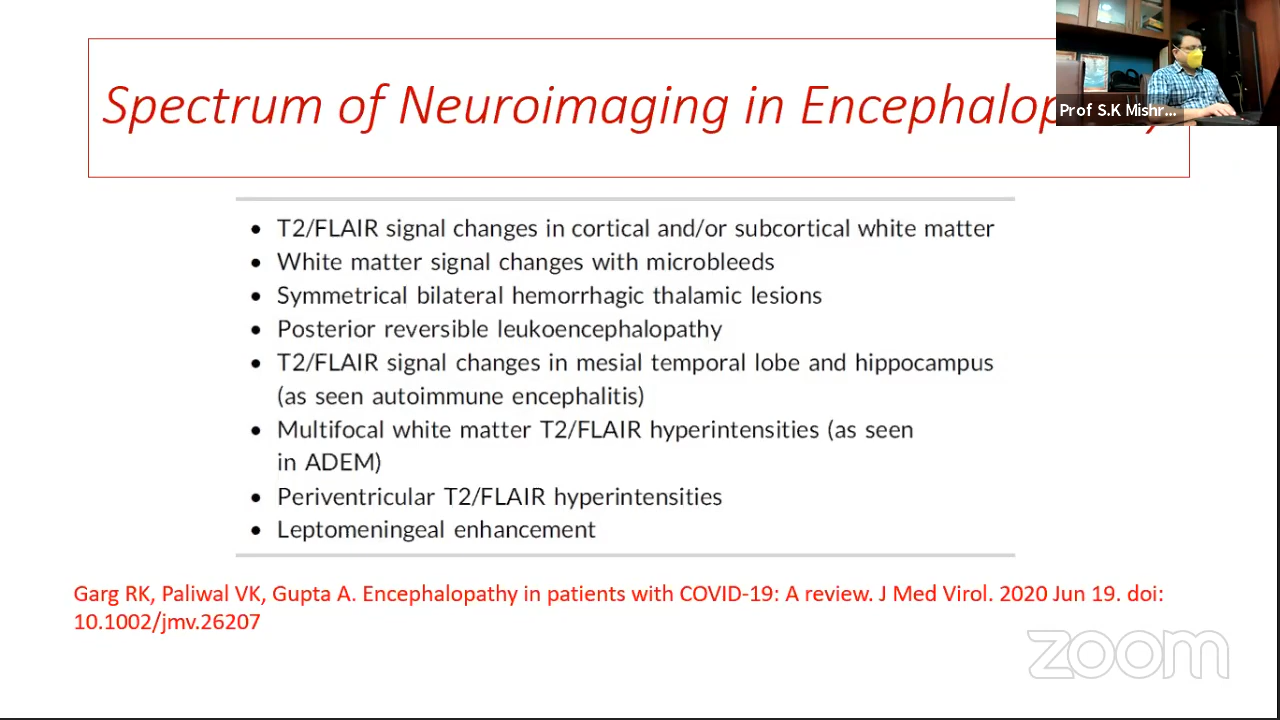 Spectrum of Neuroimaging in
Prof S.K Mishr...
• T2/FLAIR signal changes in cortical and/or subcortical white matter
• White matter signal changes with microbleeds
• Symmetrical bilateral hemorrhagic thalamic lesions
• Posterior reversible leukoencephalopathy
• T2/FLAIR signal changes in mesial temporal lobe and hippocampus
(as seen autoimmune encephalitis)
• Multifocal white matter T2/FLAIR hyperintensities (as seen
in ADEM)
• Periventricular T2/FLAIR hyperintensities
• Leptomeningeal enhancement
Garg RK, Paliwal VK, Gupta A. Encephalopathy in patients with COVID-19: A review. J Med Virol. 2020 Jun 19. doi:
10.1002/jmv.26207
zoom